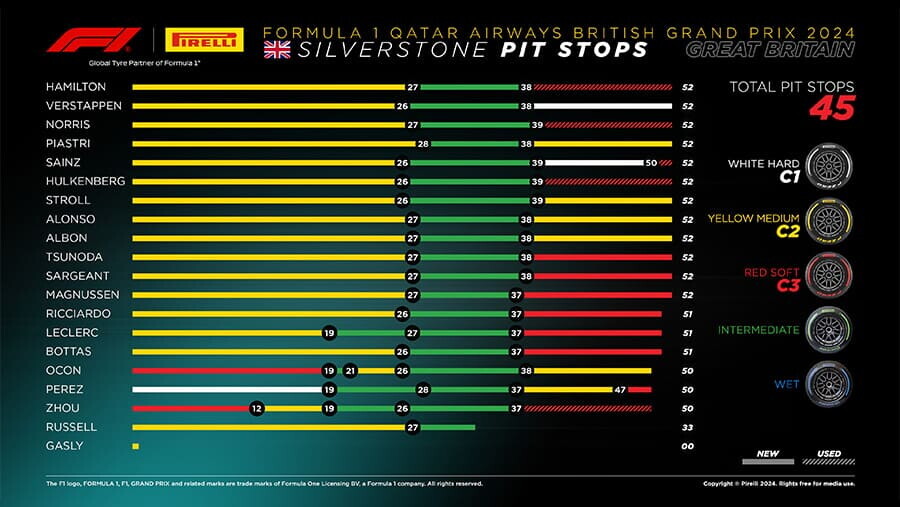 F1
PIRELLI
Global Tyre Partner of Formula 1®
FORMULA 1 QATAR AIRWAYS BRITISH GRAND PRIX 2024
SILVERSTONE PIT STOPS
GREAT BRITAIN
HAMILTON 27 38 52
VERSTAPPEN 26 38 52
NORRIS 27 39 52
PIASTRI 28 38 52
SAINZ 26 39 50 52
HULKENBERG 26 39 52
STROLL 26 39 52
ALONSO 27 38 52
ALBON 27 38 52
TSUNODA 27 38 52
SARGEANT 27 38 52
MAGNUSSEN 27 37 52
RICCIARDO 26 37 51
LECLERC 19 27 37 51
BOTTAS 26 37 51
OCON 19 21 26 38 50
PEREZ 19 28 37 47 50
ZHOU 12 19 26 37 50
RUSSELL 27 33
GASLY 00
TOTAL PIT STOPS
45
WHITE HARD
C1
YELLOW MEDIUM
C2
RED SOFT
C3
INTERMEDIATE
WET
NEW USED
The F1 logo, FORMULA 1, F1, GRAND PRIX and related marks are trade marks of Formula One Licensing BV, a Formula 1 company. All rights reserved.
Copyright © Pirelli 2024. Rights free for media use.